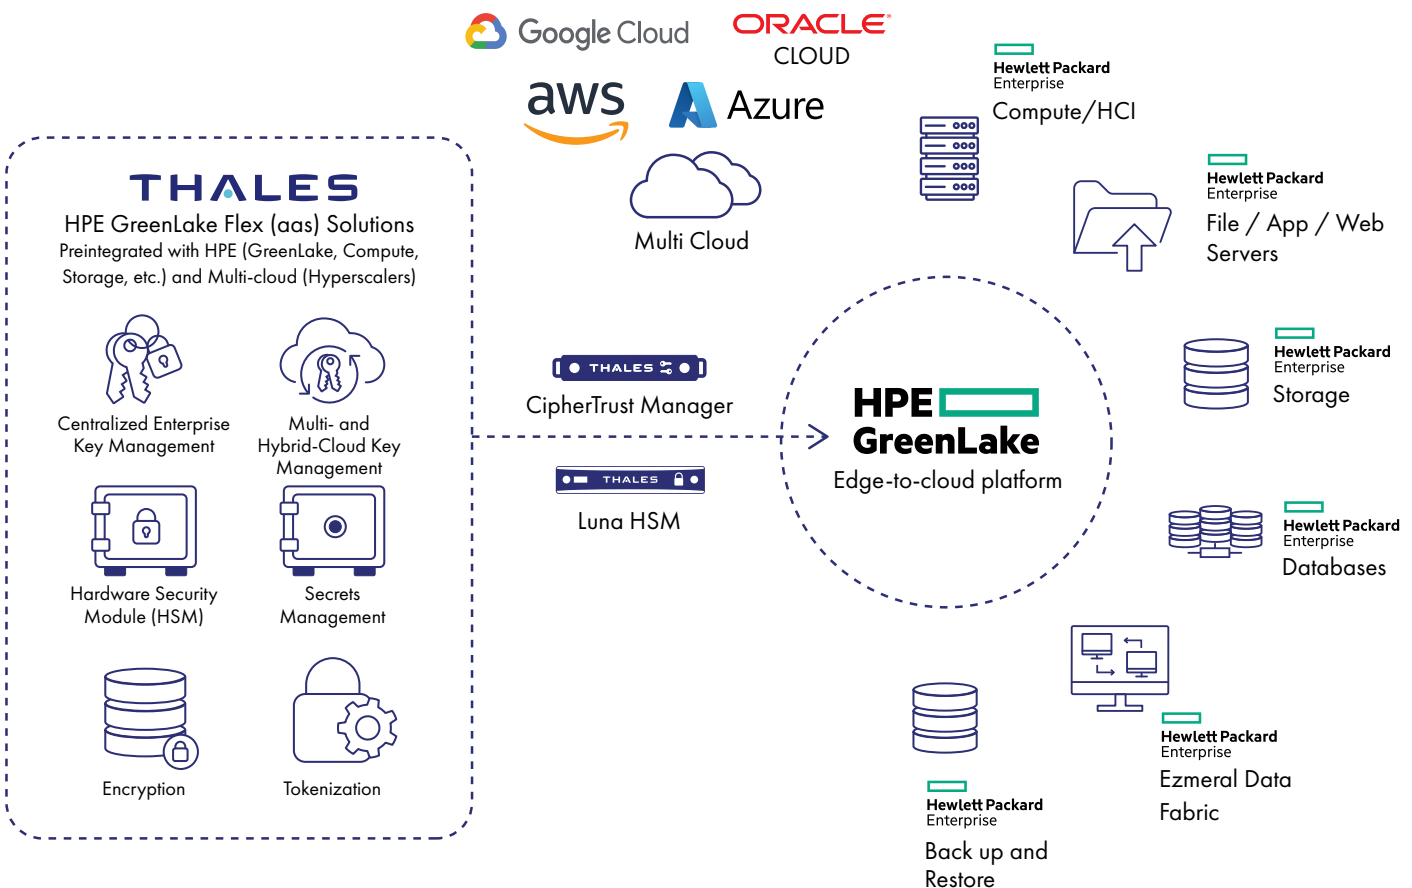 THALES
HPE GreenLake Flex (aas) Solutions
Preintegrated with HPE (GreenLake, Compute,
Storage, etc.) and Multi-cloud (Hyperscalers)
Centralized Enterprise
Key Management
Multi- and
Hybrid-Cloud Key
Management
Hardware Security
Module (HSM)
Secrets
Management
Encryption
Tokenization
Google Cloud
ORACLE®
CLOUD
aws
Azure
Multi Cloud
THALES
CipherTrust Manager
THALES
Luna HSM
HPE
GreenLake
Edge-to-cloud platform
Hewlett Packard
Enterprise
Compute/HCI
Hewlett Packard
Enterprise
File / App / Web
Servers
Hewlett Packard
Enterprise
Storage
Hewlett Packard
Enterprise
Databases
Hewlett Packard
Enterprise
Ezmeral Data
Fabric
Hewlett Packard
Enterprise
Back up and
Restore